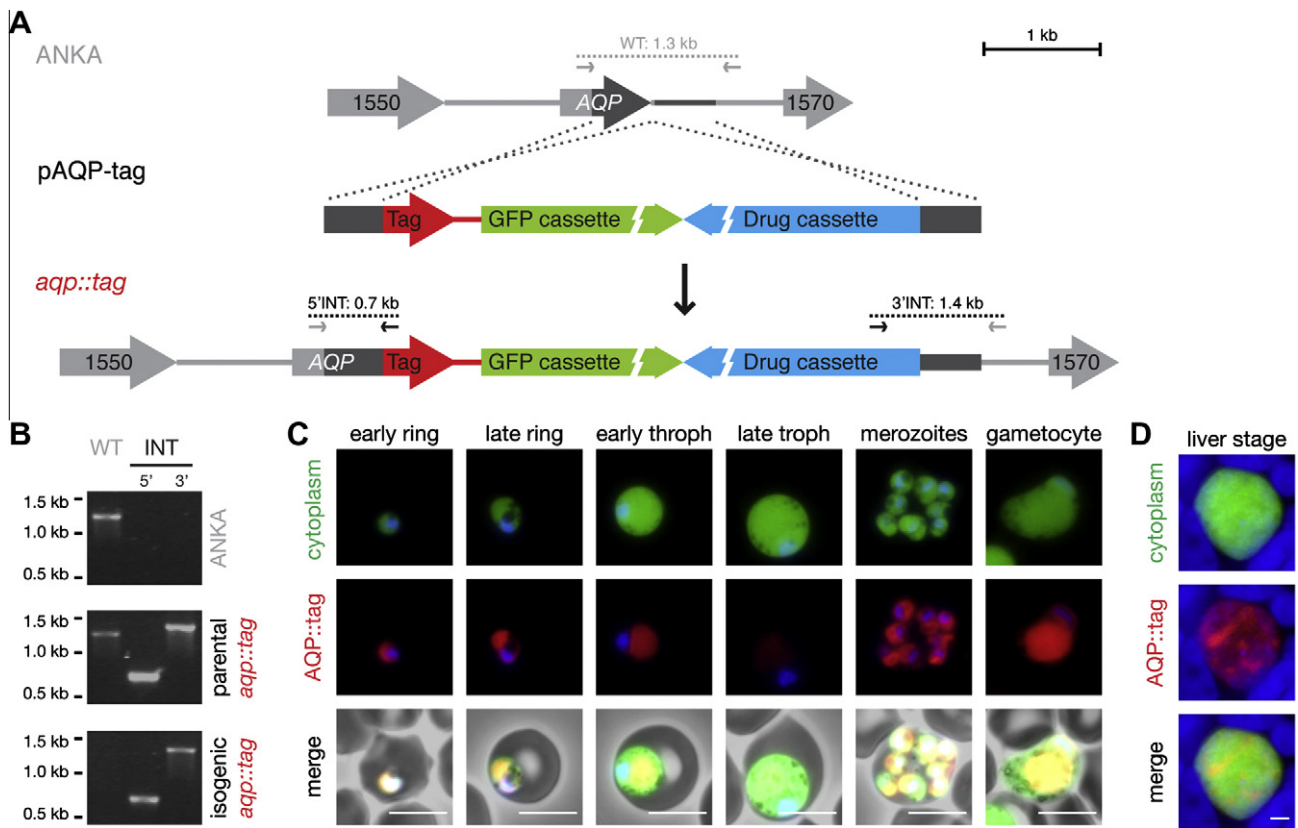 A
ANKA
WT: 1.3 kb
1 kb
1550
AQP
1570
pAQP-tag
Tag
GFP cassette
Drug cassette
aqp::tag
5'INT: 0.7 kb
3'INT: 1.4 kb
1550
AQP
Tag
GFP cassette
Drug cassette
1570
B
WT
INT
5'
3'
1.5 kb
1.0 kb
0.5 kb
ANKA
1.5 kb
1.0 kb
0.5 kb
parental
aqp::tag
1.5 kb
1.0 kb
0.5 kb
isogenic
aqp::tag
C
early ring
late ring
early throph
late troph
merozoites
gametocyte
cytoplasm
AQP::tag
merge
D
liver stage
cytoplasm
AQP::tag
merge